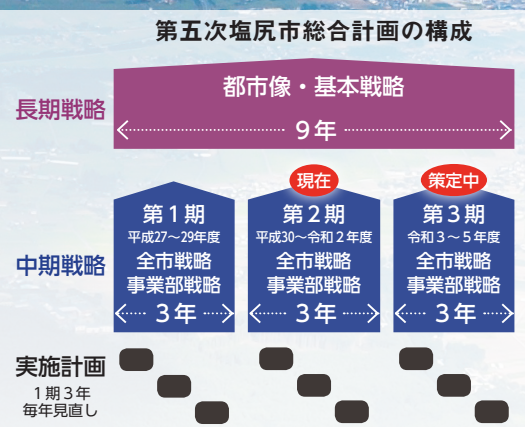 第五次塩尻市総合計画の構成
長期戦略
都市像・基本戦略
9年
中期戦略
第1期
平成27〜29年度
全市戦略
事業部戦略
3年
現在
第2期
平成30〜令和2年度
全市戦略
事業部戦略
3年
策定中
第3期
令和3〜5年度
全市戦略
事業部戦略
3年
実施計画
1期3年
毎年見直し